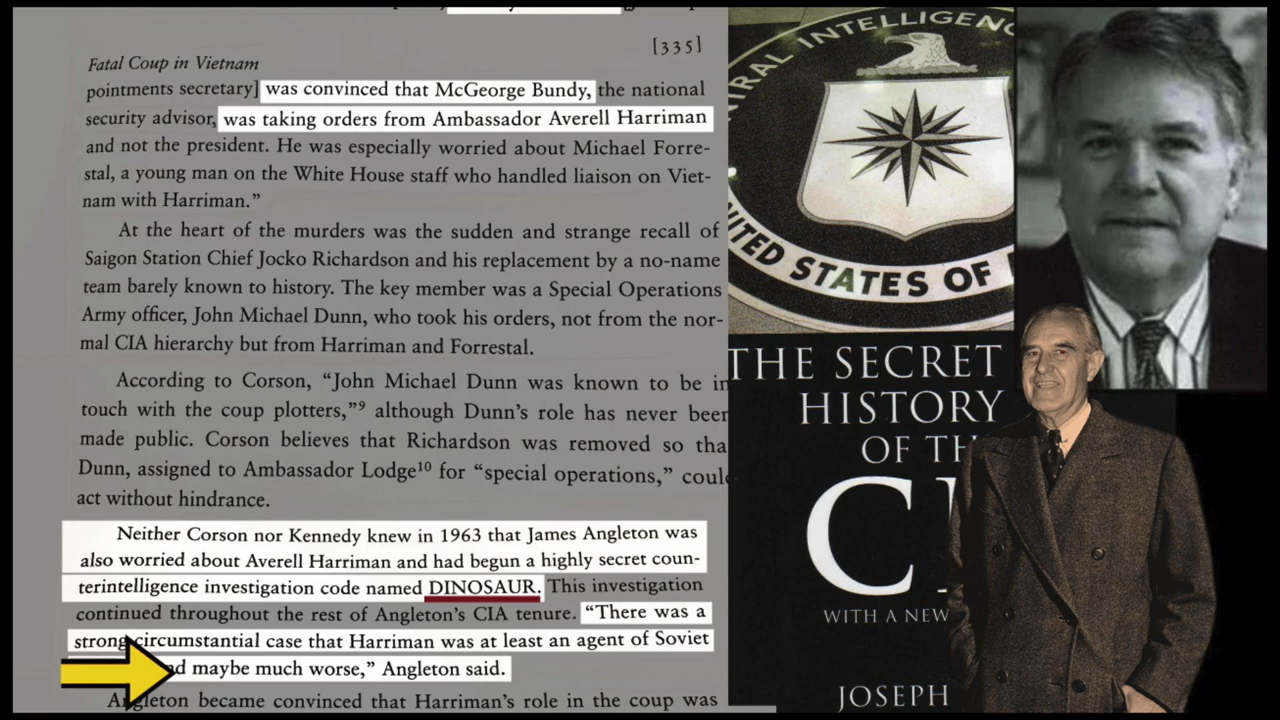 [335]
Fatal Coup in Vietnam
pointments secretary] was convinced that McGeorge Bundy, the national
security advisor, was taking orders from Ambassador Averell Harriman
and not the president. He was especially worried about Michael Forre-
stal, a young man on the White House staff who handled liaison on Viet-
nam with Harriman.”
At the heart of the murders was the sudden and strange recall of
Saigon Station Chief Jocko Richardson and his replacement by a no-name
team barely known to history. The key member was a Special Operations
Army officer, John Michael Dunn, who took his orders, not from the nor-
mal CIA hierarchy but from Harriman and Forrestal.
According to Corson, “John Michael Dunn was known to be in
touch with the coup plotters,”⁹ although Dunn’s role has never been
made public. Corson believes that Richardson was removed so tha
Dunn, assigned to Ambassador Lodge¹⁰ for “special operations,” could
act without hindrance.
Neither Corson nor Kennedy knew in 1963 that James Angleton was
also worried about Averell Harriman and had begun a highly secret coun-
terintelligence investigation code named DINOSAUR. This investigation
continued throughout the rest of Angleton’s CIA tenure. “There was a
strong circumstantial case that Harriman was at least an agent of Soviet
maybe much worse,” Angleton said.
Angleton became convinced that Harriman’s role in the coup was
RAL INTELLIGENC
NITED STATES OF
THE SECRET
HISTORY
OF TH
C
WITH A NEW
JOSEPH